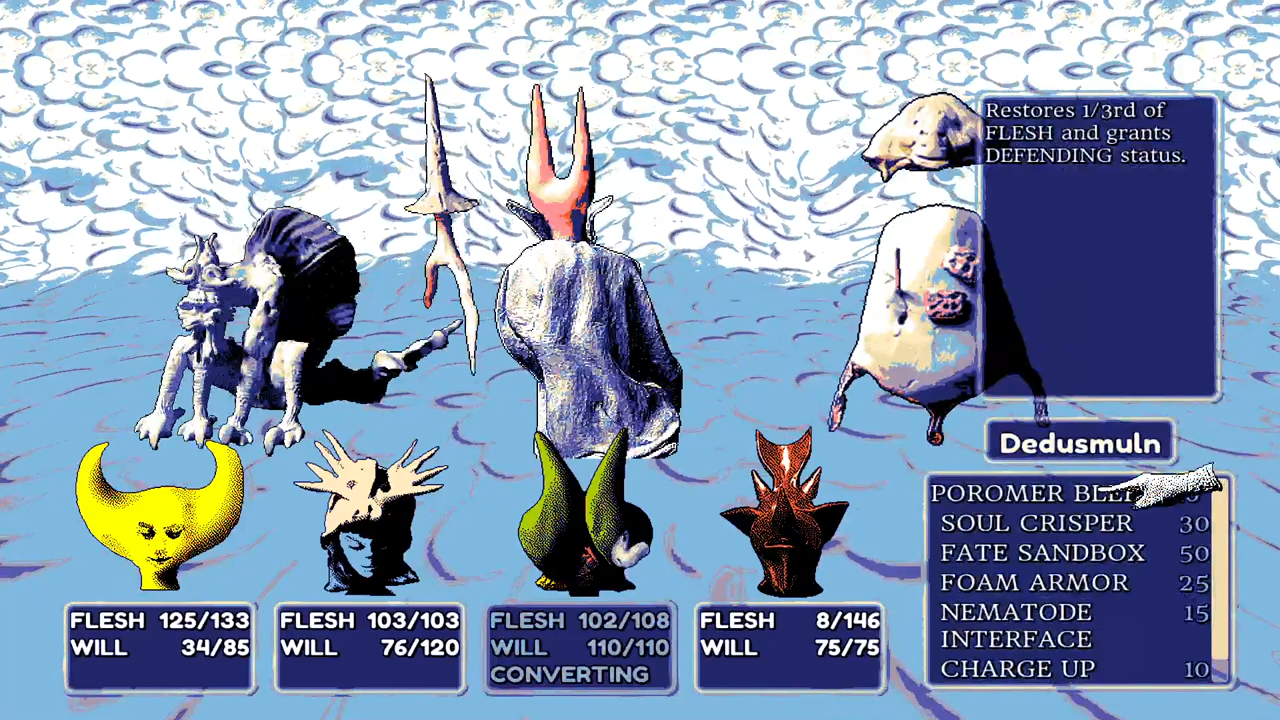 Restores 1/3rd of
FLESH and grants
DEFENDING status.
Dedusmuln
POROMER
SOUL CRISPER 30
FATE SANDBOX 50
FOAM ARMOR 25
NEMATODE 15
INTERFACE
CHARGE UP 10
FLESH 125/133
WILL 34/85
FLESH 103/103
WILL 76/120
FLESH 102/108
WILL 110/110
CONVERTING
FLESH 8/146
WILL 75/75